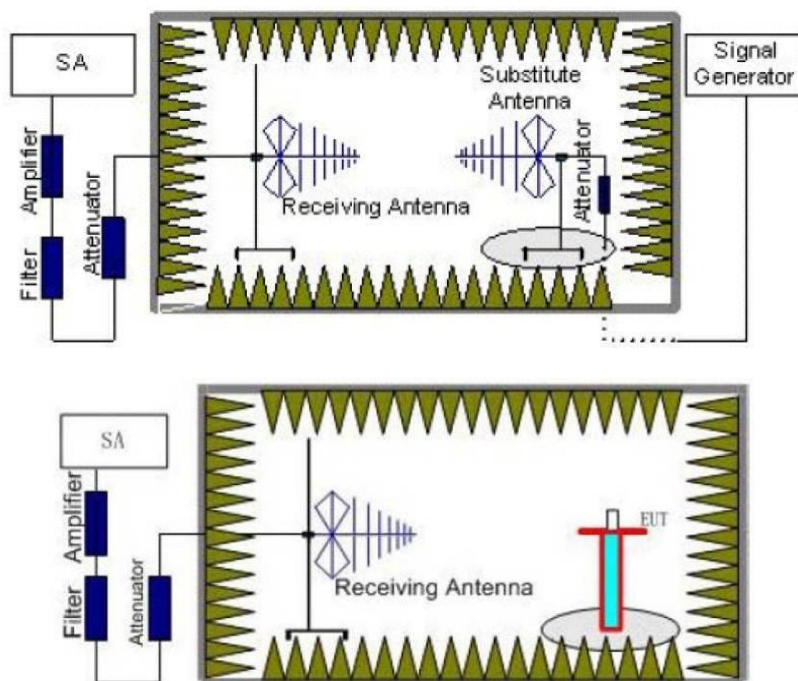 SA
Signal
Generator
Substitute
Antenna
Amplifier
Attenuator
Attenuator
Filter
Receiving Antenna
SA
Amplifier
Filter
Attenuator
Receiving Antenna
EUT